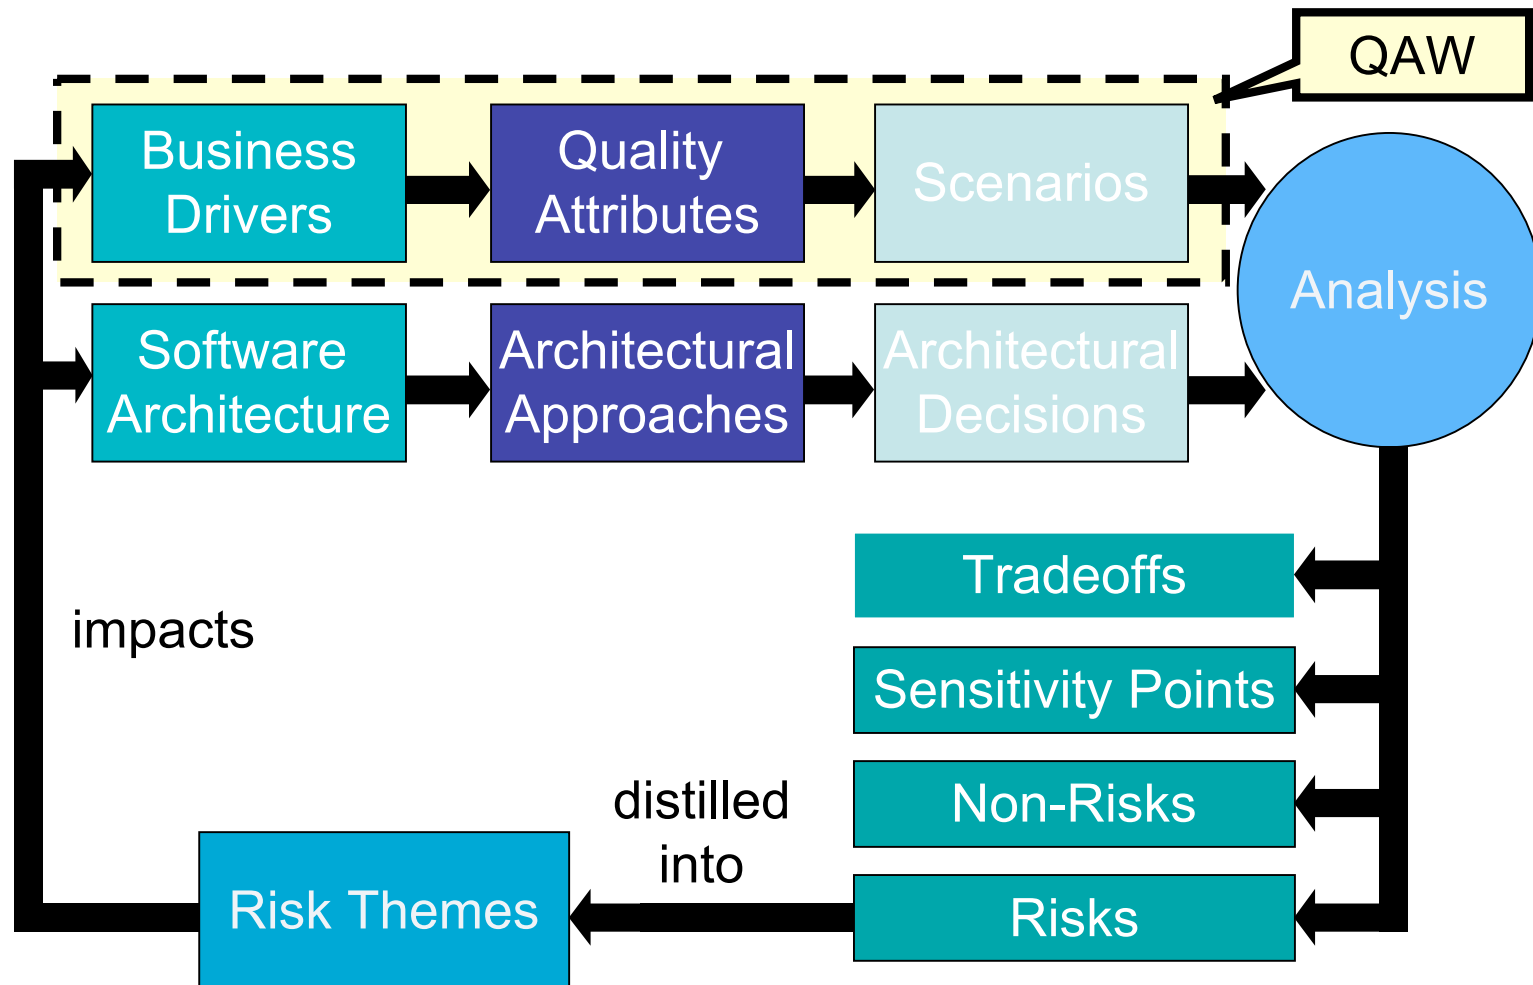 QAW
Business
Drivers
Quality
Attributes
Scenarios
Analysis
Software
Architecture
Architectural
Approaches
Architectural
Decisions
Tradeoffs
impacts
Sensitivity Points
Non-Risks
distilled
into
Risk Themes
Risks